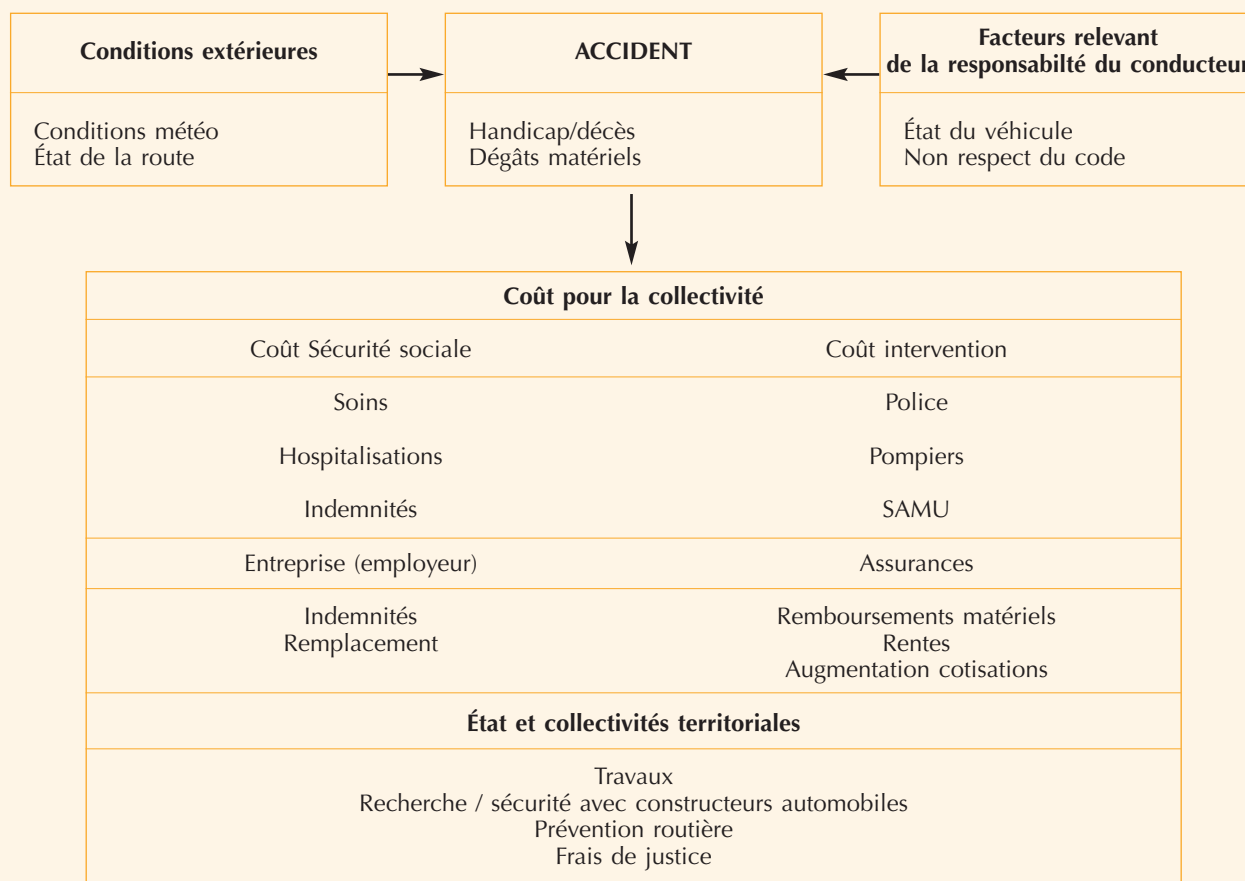 Conditions extérieures
Conditions météo
État de la route
ACCIDENT
Handicap/décès
Dégâts matériels
Facteurs relevant
de la responsabilté du conducteur
État du véhicule
Non respect du code
Coût pour la collectivité
Coût Sécurité sociale
Coût intervention
Soins
Police
Hospitalisations
Pompiers
Indemnités
SAMU
Entreprise (employeur)
Assurances
Indemnités
Remplacement
Remboursements matériels
Rentes
Augmentation cotisations
État et collectivités territoriales
Travaux
Recherche / sécurité avec constructeurs automobiles
Prévention routière
Frais de justice